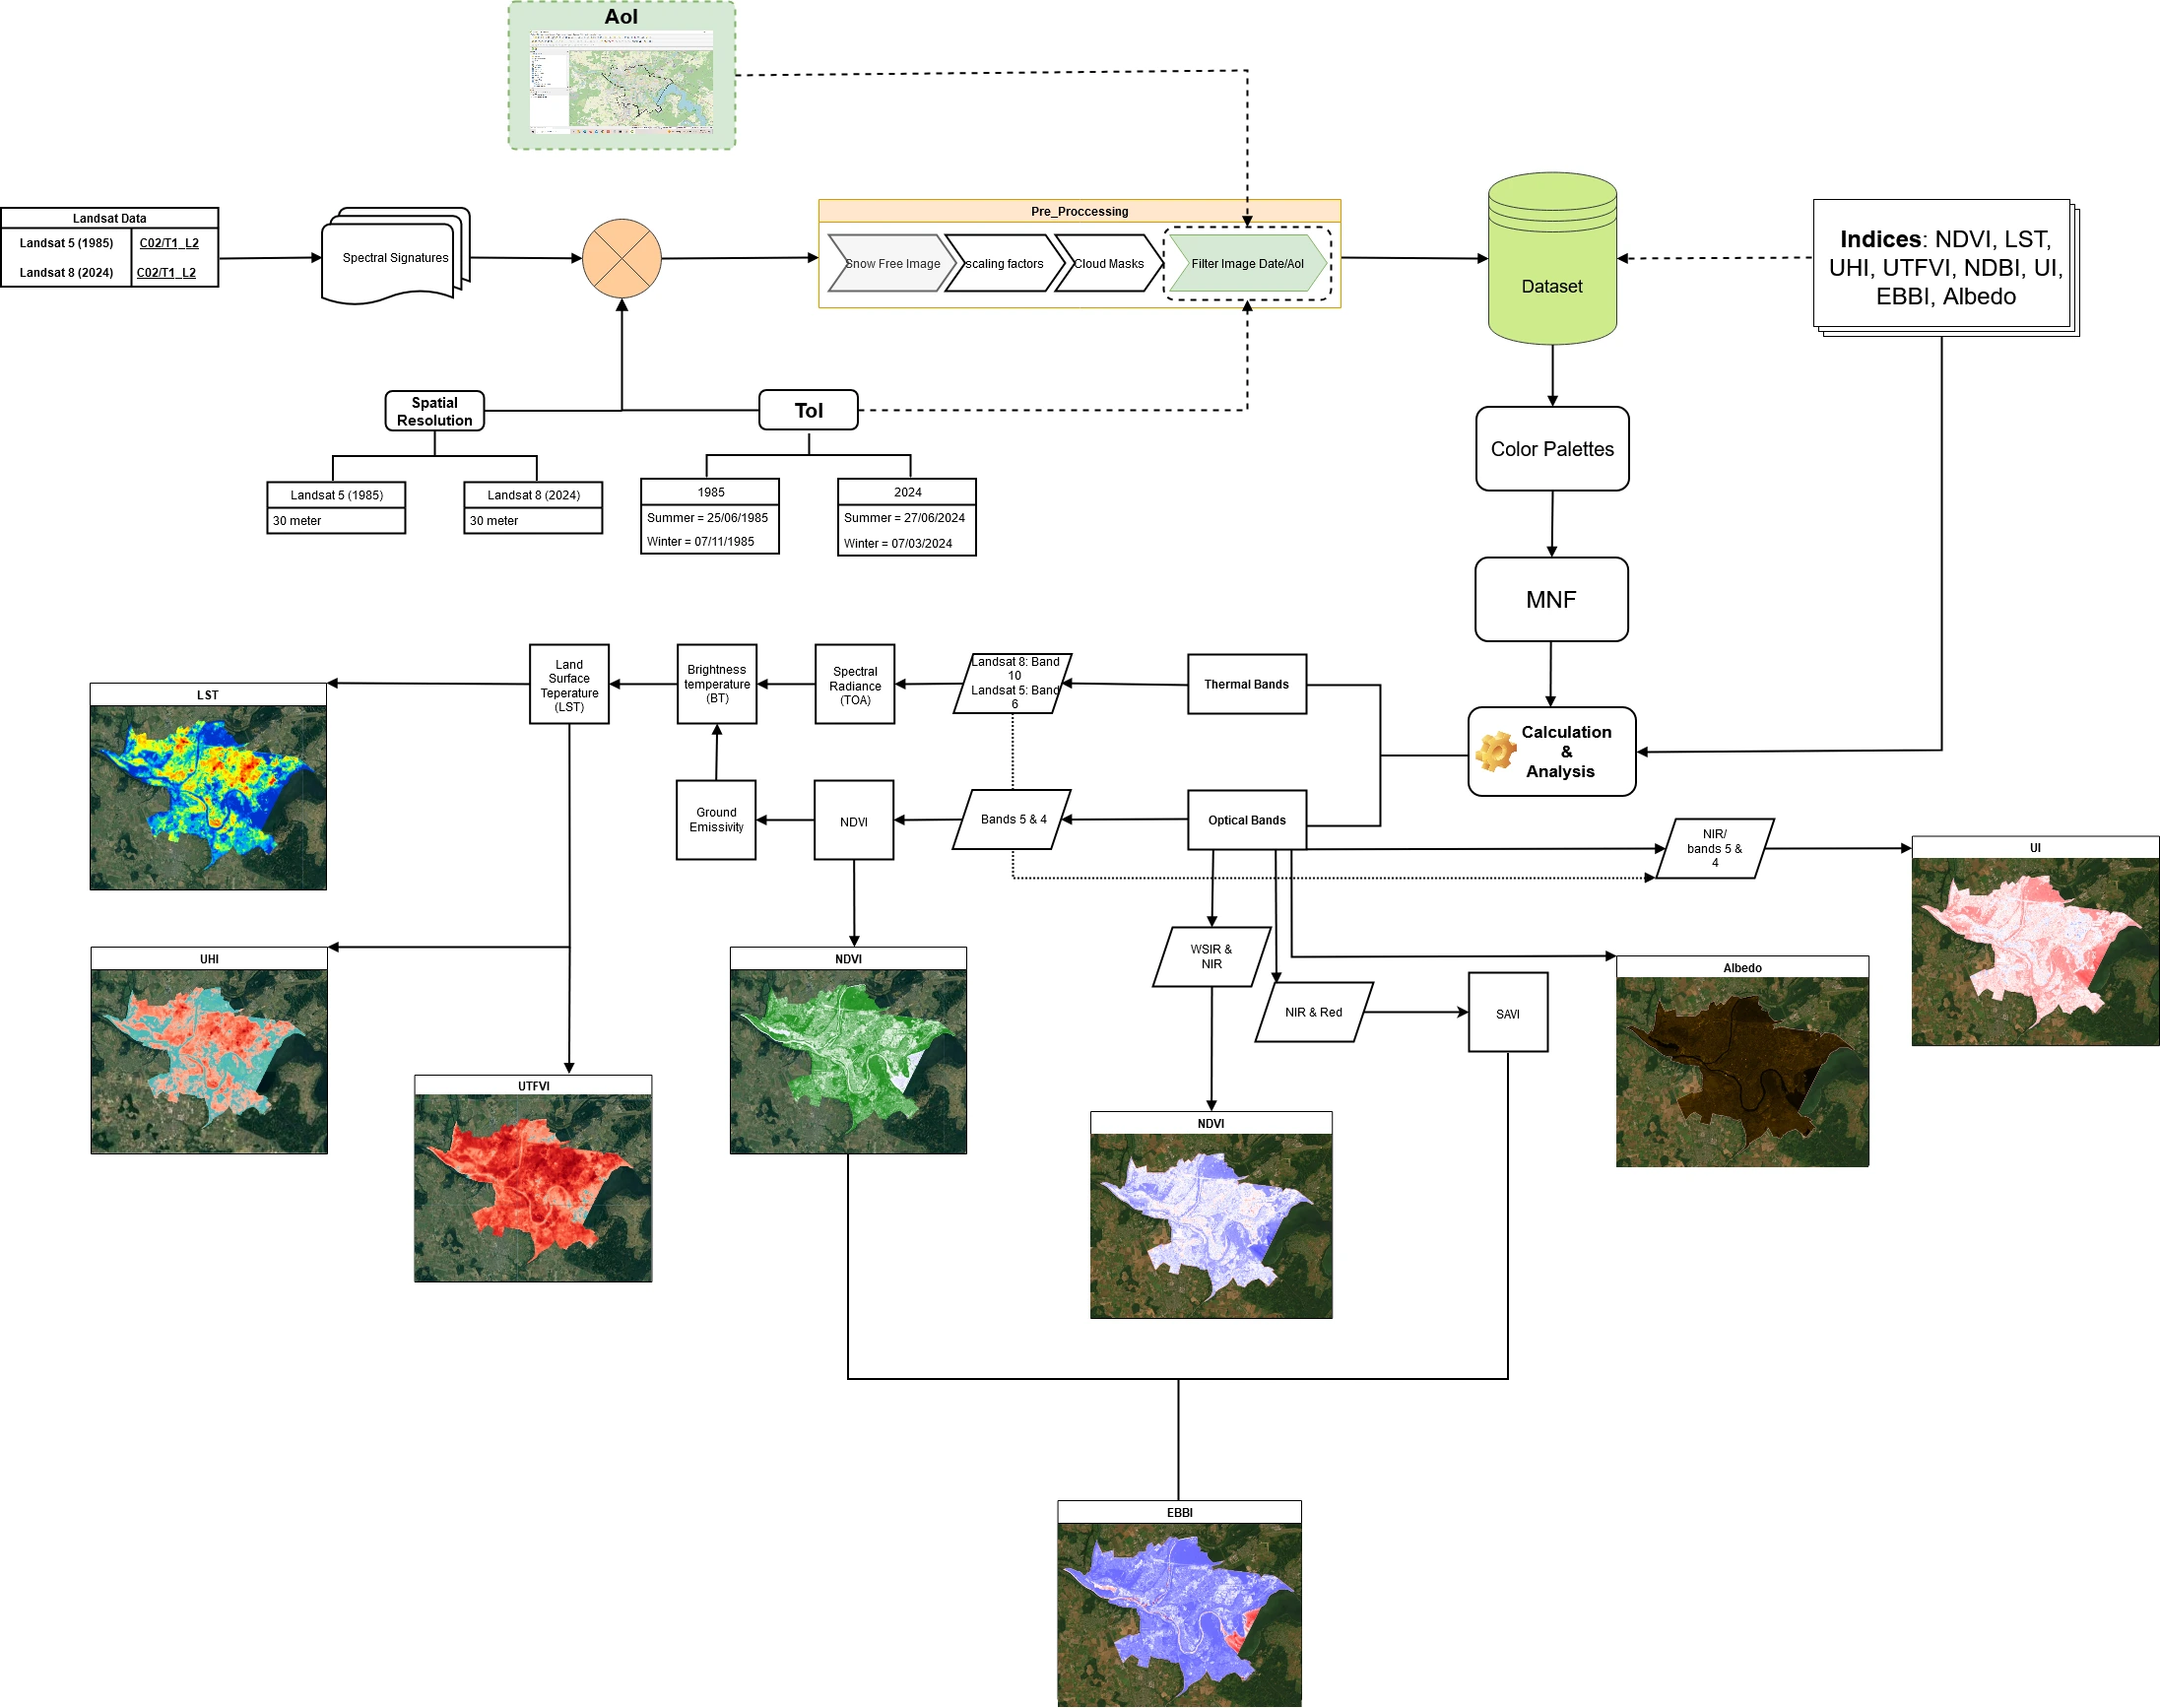 AoI
Landsat Data
Landsat 5 (1985) C02/T1_L2
Landsat 8 (2024) C02/T1_L2
Spectral Signatures
Pre_Proccessing
Snow Free Image
scaling factors
Cloud Masks
Filter Image Date/AoI
Dataset
Indices: NDVI, LST,
UHI, UTFVI, NDBI, UI,
EBBI, Albedo
Spatial
Resolution
ToI
Landsat 5 (1985)
30 meter
Landsat 8 (2024)
30 meter
1985
Summer = 25/06/1985
Winter = 07/11/1985
2024
Summer = 27/06/2024
Winter = 07/03/2024
Color Palettes
MNF
Calculation
&
Analysis
Thermal Bands
Landsat 8: Band
10
Landsat 5: Band
6
Spectral
Radiance
(TOA)
Brightness
temperature
(BT)
Land
Surface
Teperature
(LST)
LST
Optical Bands
Bands 5 & 4
NDVI
Ground
Emissivity
NIR/
bands 5 &
4
UI
WSIR &
NIR
NIR & Red
SAVI
Albedo
UHI
UTFVI
NDVI
NDVI
EBBI